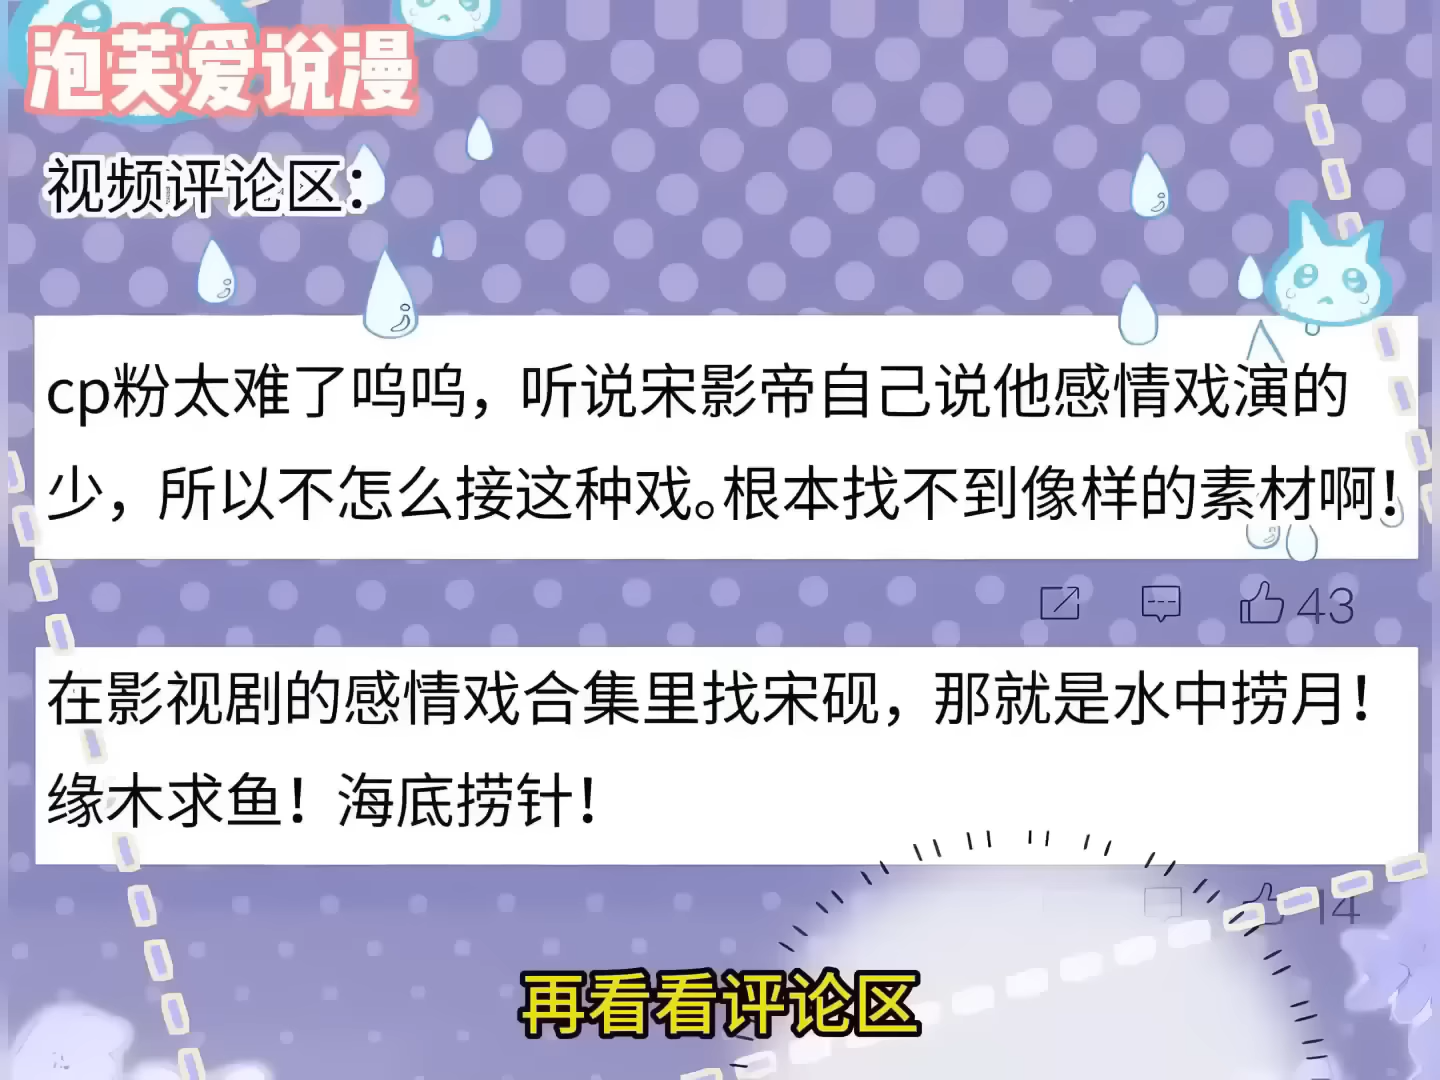 泡芙爱说漫
视频评论区：
cp粉太难了呜呜，听说宋影帝自己说他感情戏演的
少，所以不怎么接这种戏。根本找不到像样的素材啊！
43
在影视剧的感情戏合集里找宋砚，那就是水中捞月！
缘木求鱼！海底捞针！
14
再看看评论区